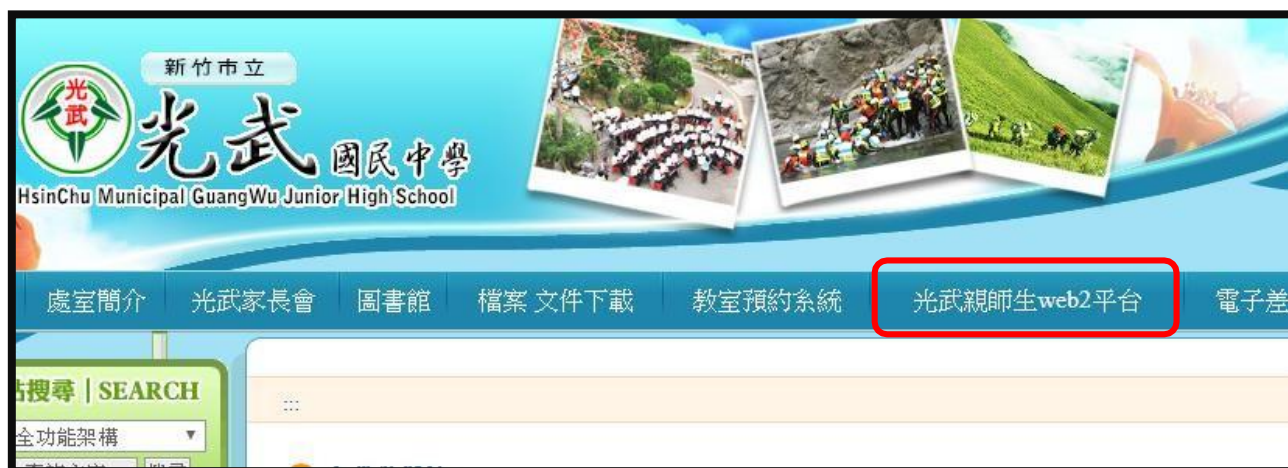 新竹市立
光武
光武 國民中學
HsinChu Municipal GuangWu Junior High School
處室簡介 光武家長會 圖書館 檔案 文件下載 教室預約系統 光武親師生web2平台 電子差
站搜尋 | SEARCH
:::
全功能架構